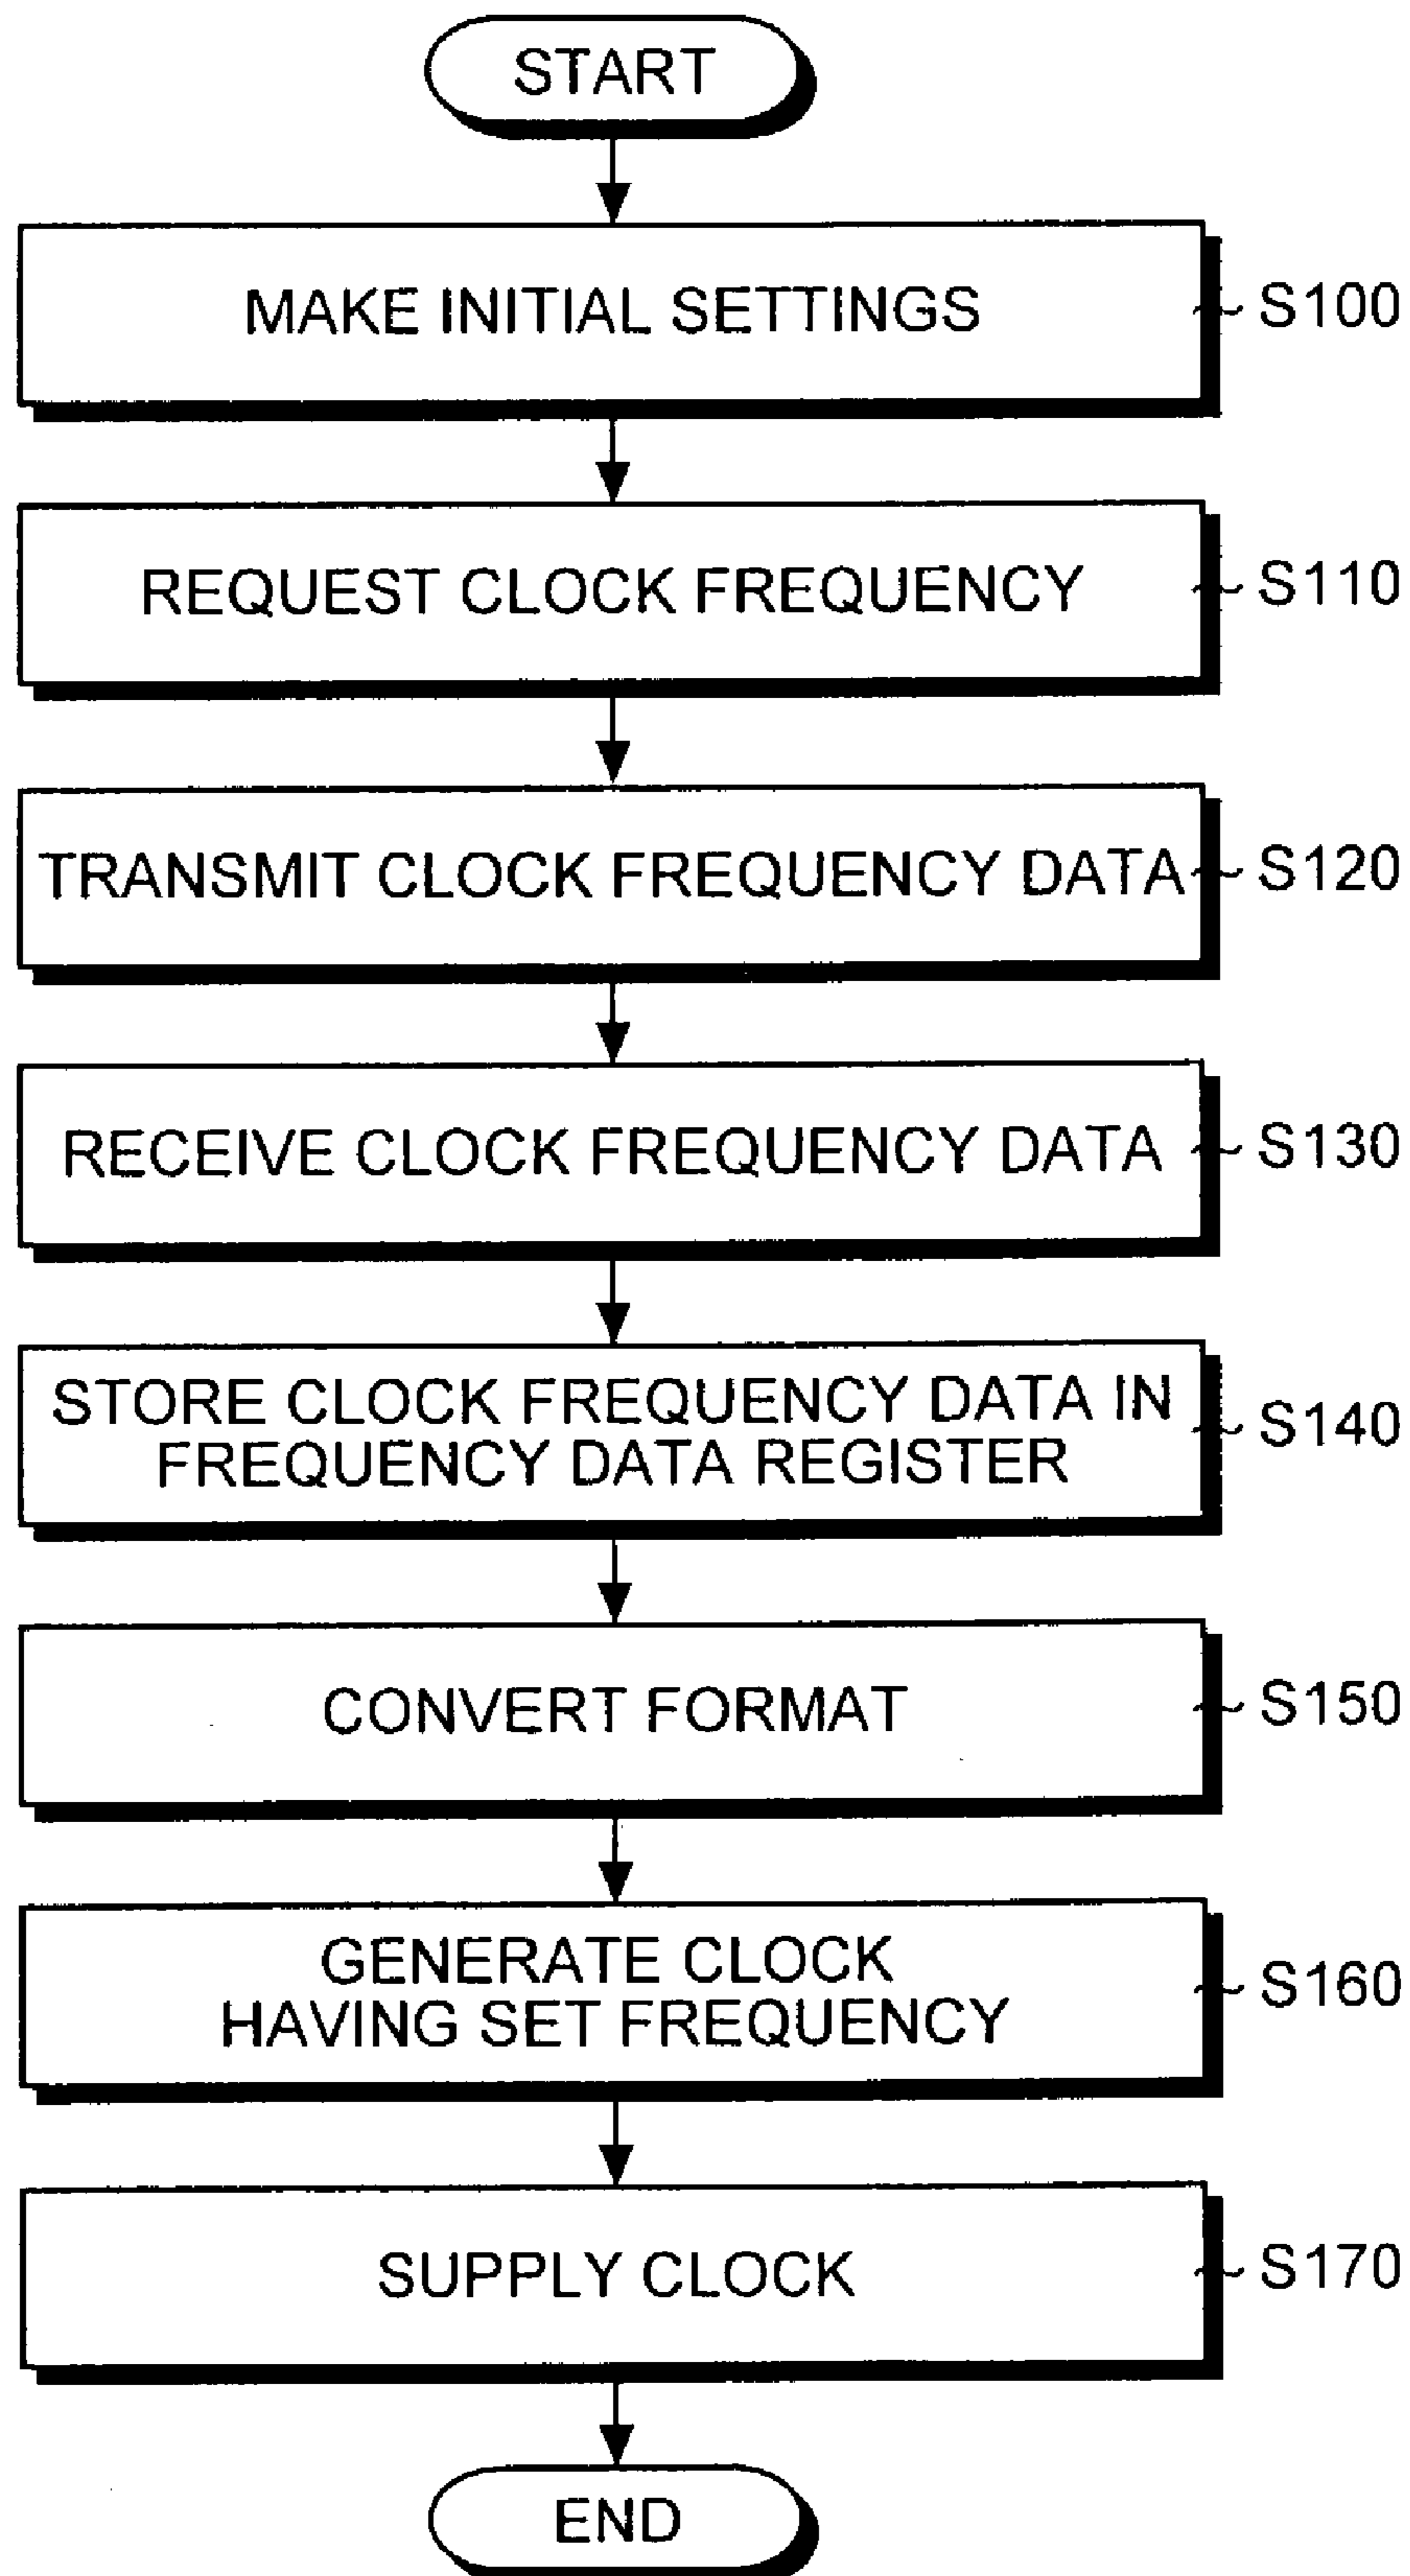 START
MAKE INITIAL SETTINGS
S100
REQUEST CLOCK FREQUENCY
S110
TRANSMIT CLOCK FREQUENCY DATA
S120
RECEIVE CLOCK FREQUENCY DATA
S130
STORE CLOCK FREQUENCY DATA IN
FREQUENCY DATA REGISTER
S140
CONVERT FORMAT
S150
GENERATE CLOCK
HAVING SET FREQUENCY
S160
SUPPLY CLOCK
S170
END